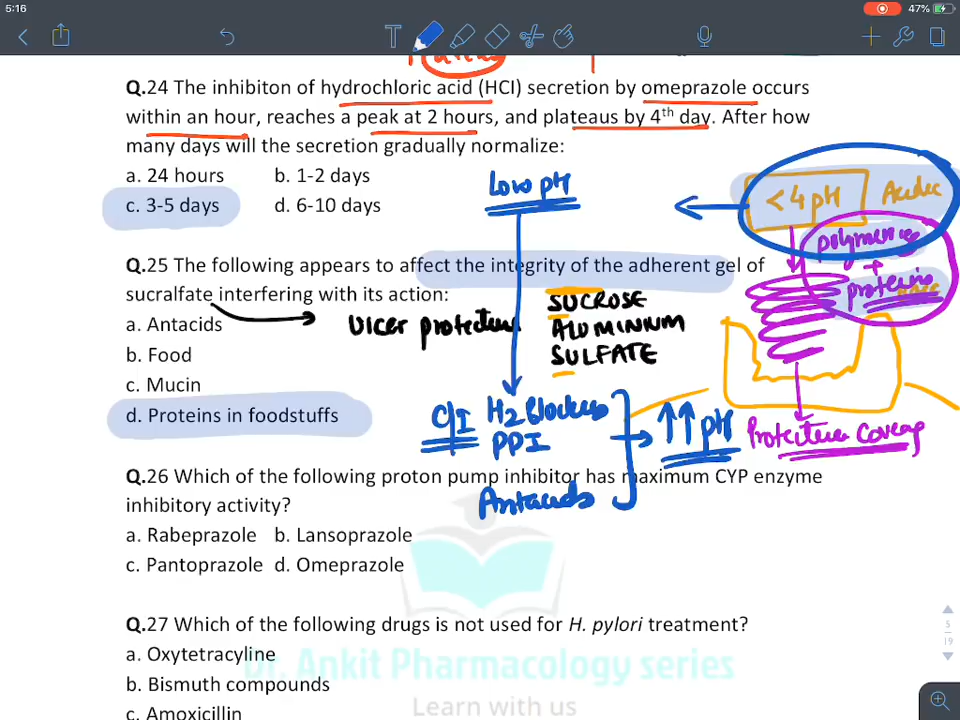 5:16
47%
Q.24 The inhibiton of hydrochloric acid (HCl) secretion by omeprazole occurs
within an hour, reaches a peak at 2 hours, and plateaus by 4th day. After how
many days will the secretion gradually normalize:
a. 24 hours b. 1-2 days
c. 3-5 days d. 6-10 days
Low pH
<4 pH Acidic
polymerise
+
proteins
Q.25 The following appears to affect the integrity of the adherent gel of
sucralfate interfering with its action:
a. Antacids
b. Food
c. Mucin
d. Proteins in foodstuffs
Ulcer protective
SUCROSE
ALUMINIUM
SULFATE
C/I H2 Blockers
PPI
Antacids
↑↑ pH
Protective Coverage
Q.26 Which of the following proton pump inhibitor has maximum CYP enzyme
inhibitory activity?
a. Rabeprazole b. Lansoprazole
c. Pantoprazole d. Omeprazole
Q.27 Which of the following drugs is not used for H. pylori treatment?
a. Oxytetracyline
b. Bismuth compounds
c. Amoxicillin
Dr. Ankit Pharmacology series
Learn with us
5
19